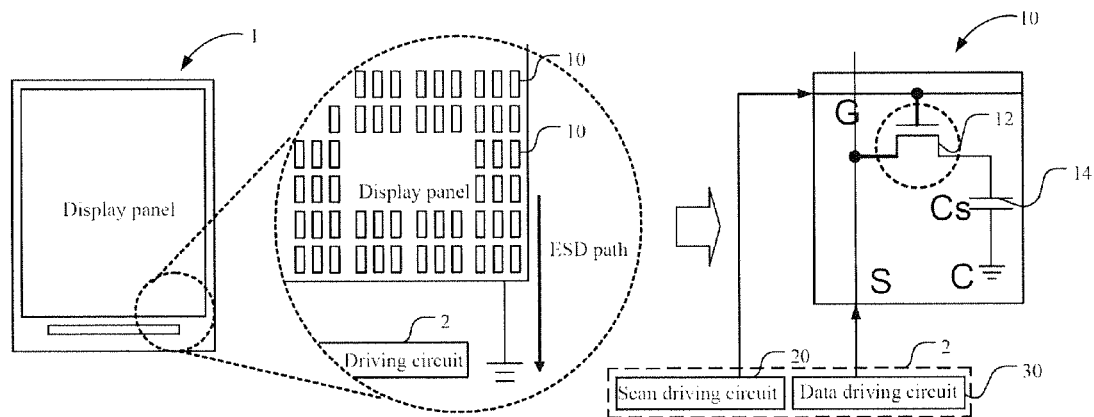 1
Display panel
10
10
Display panel
ESD path
2
Driving circuit
10
G
12
14
Cs
S
C
2
20
30
Scan driving circuit
Data driving circuit